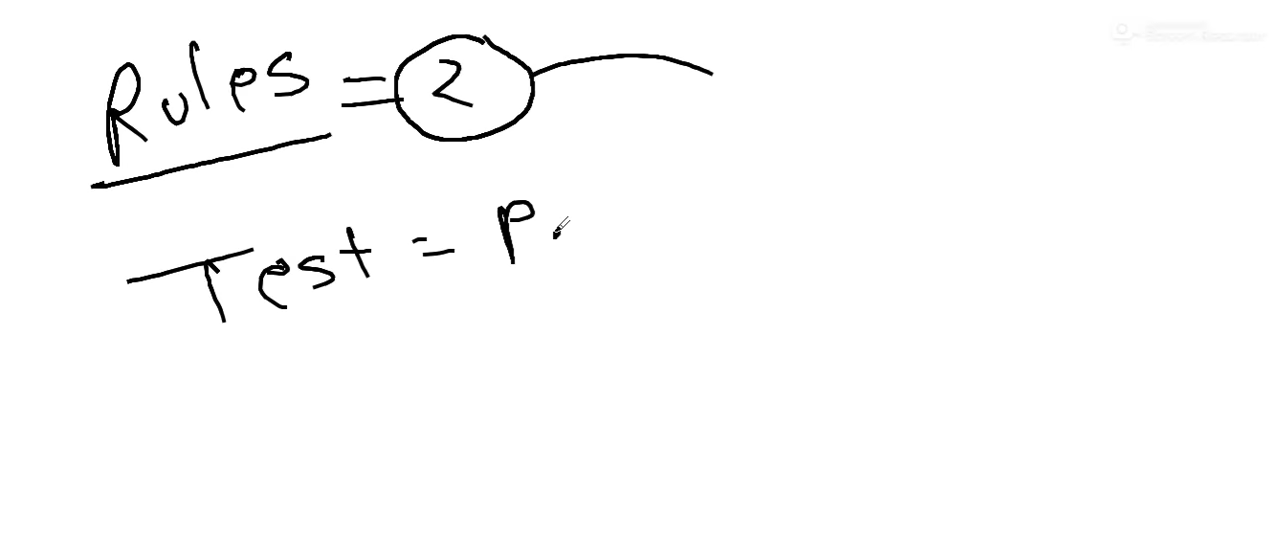 Rules = 2
Test = P